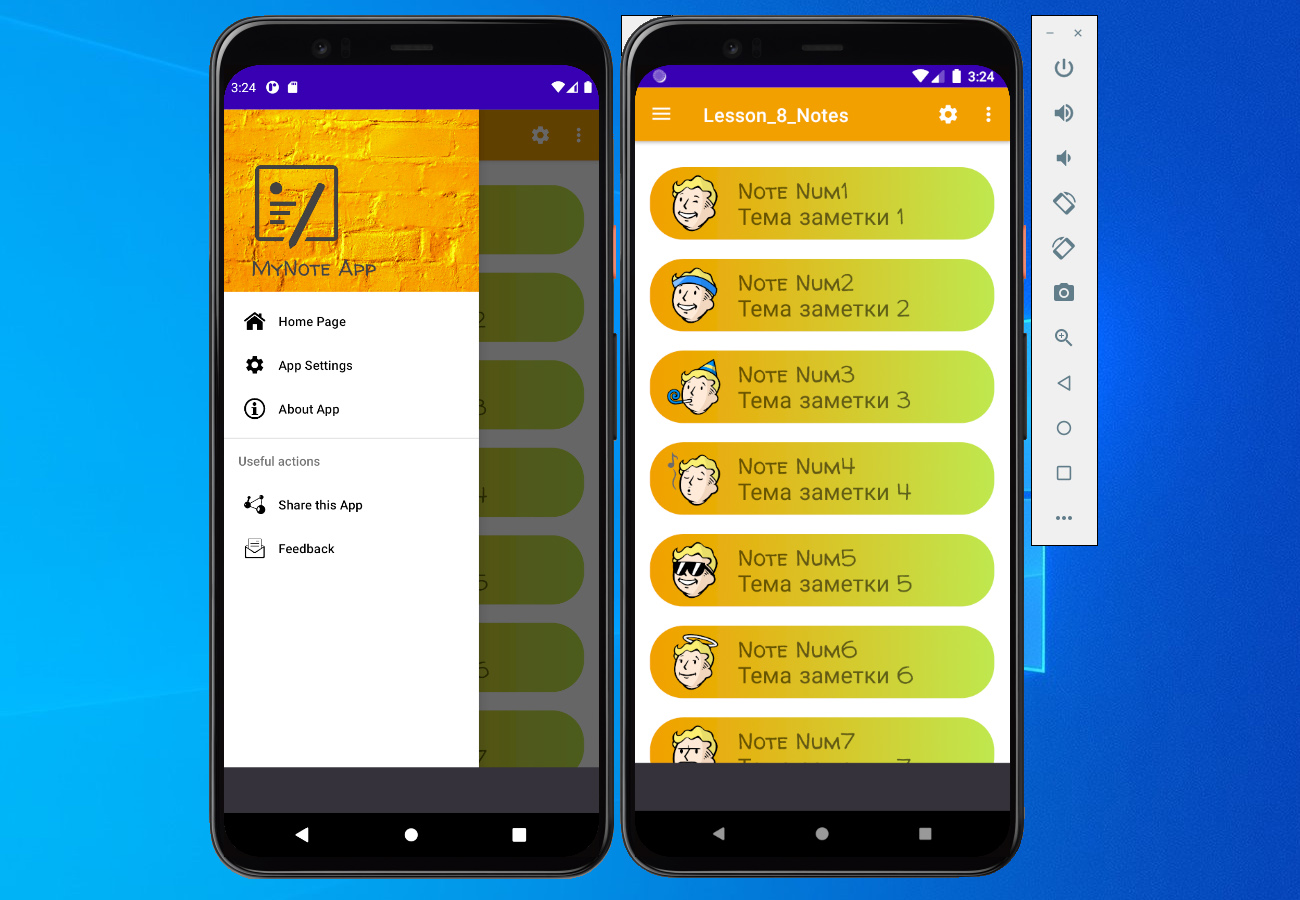 3:24
MyNote App
Home Page
App Settings
About App
Useful actions
Share this App
Feedback
2
3
4
5
6
7
3:24
Lesson_8_Notes
Note Num1
Тема заметки 1
Note Num2
Тема заметки 2
Note Num3
Тема заметки 3
Note Num4
Тема заметки 4
Note Num5
Тема заметки 5
Note Num6
Тема заметки 6
Note Num7